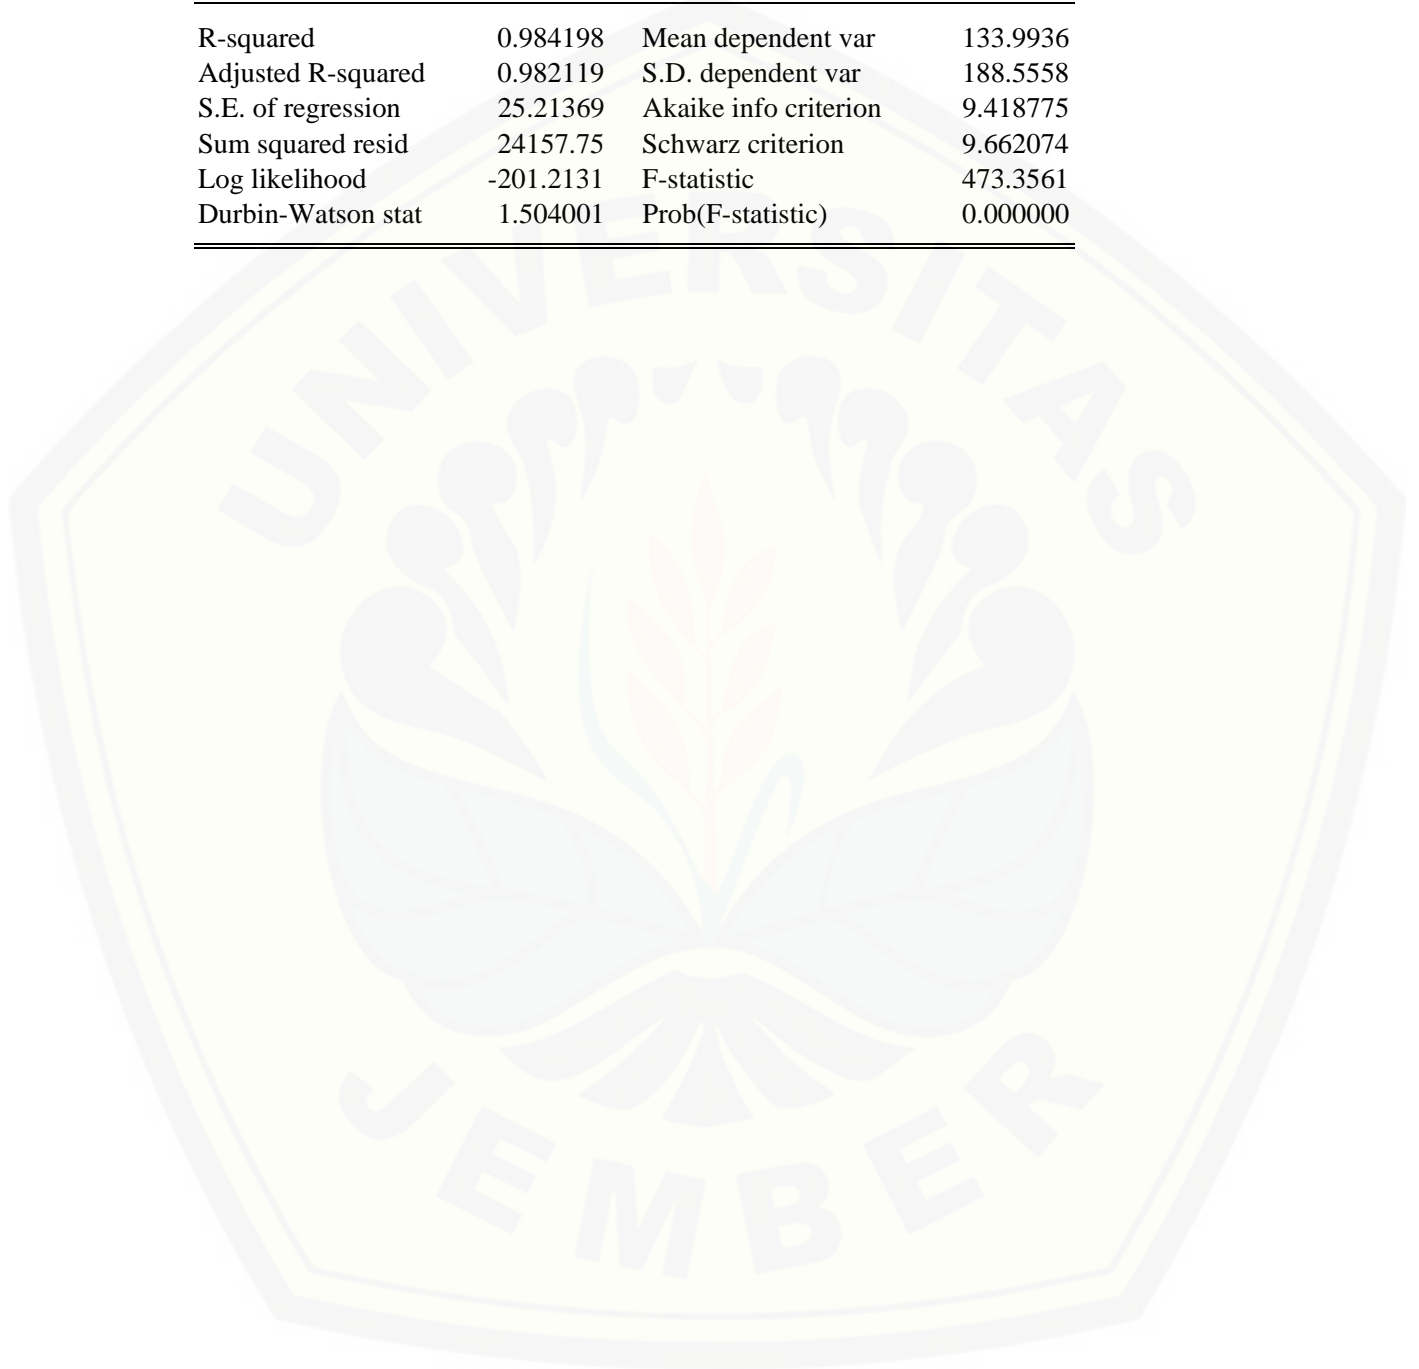 R-squared 0.984198 Mean dependent var 133.9936
Adjusted R-squared 0.982119 S.D. dependent var 188.5558
S.E. of regression 25.21369 Akaike info criterion 9.418775
Sum squared resid 24157.75 Schwarz criterion 9.662074
Log likelihood -201.2131 F-statistic 473.3561
Durbin-Watson stat 1.504001 Prob(F-statistic) 0.000000
UNIVERSITAS
JEMBER